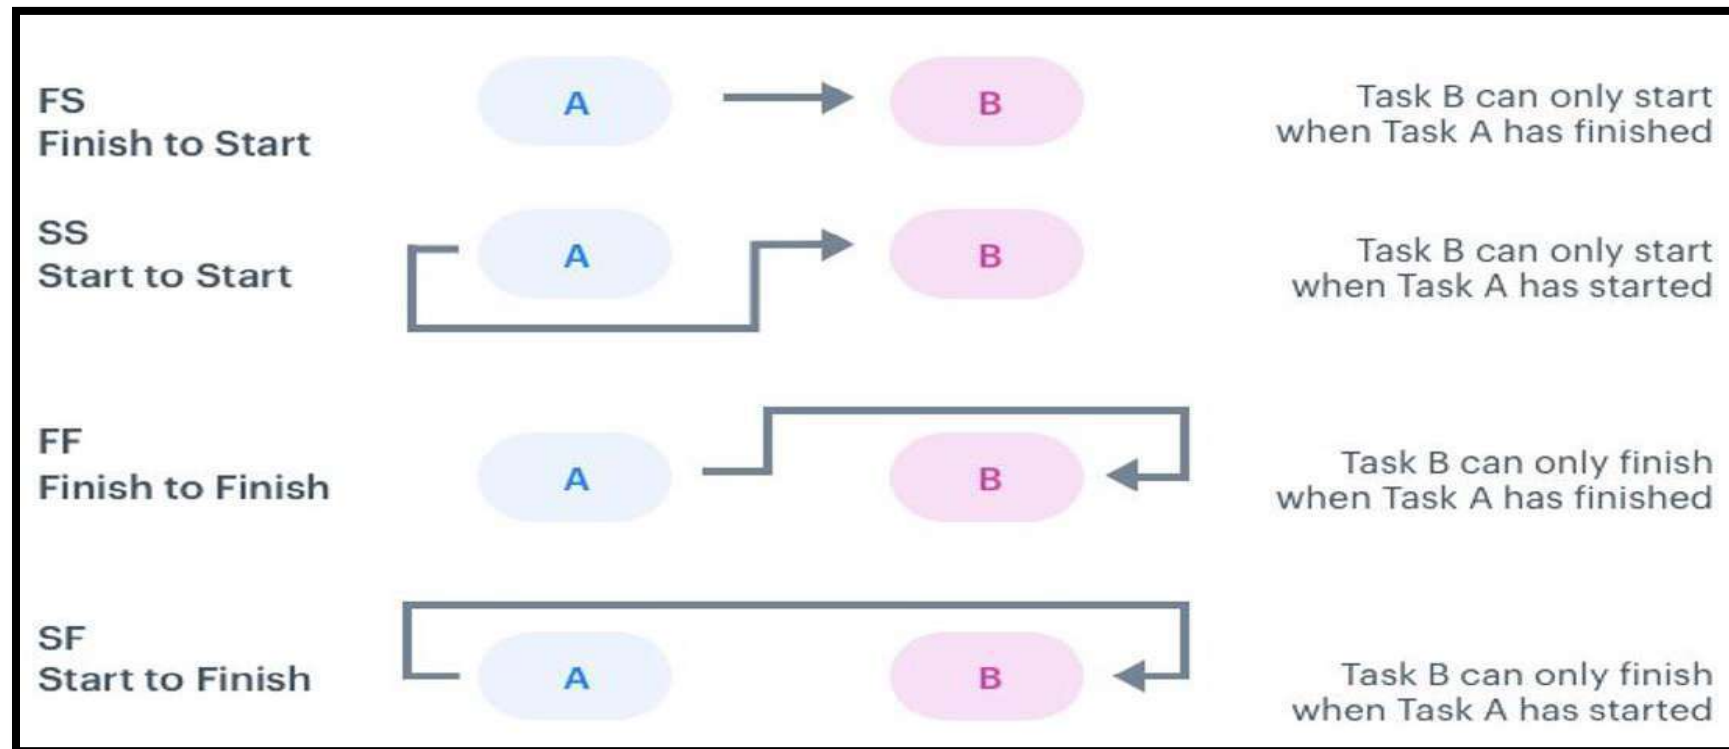 FS
Finish to Start
A
B
Task B can only start
when Task A has finished
SS
Start to Start
A
B
Task B can only start
when Task A has started
FF
Finish to Finish
A
B
Task B can only finish
when Task A has finished
SF
Start to Finish
A
B
Task B can only finish
when Task A has started